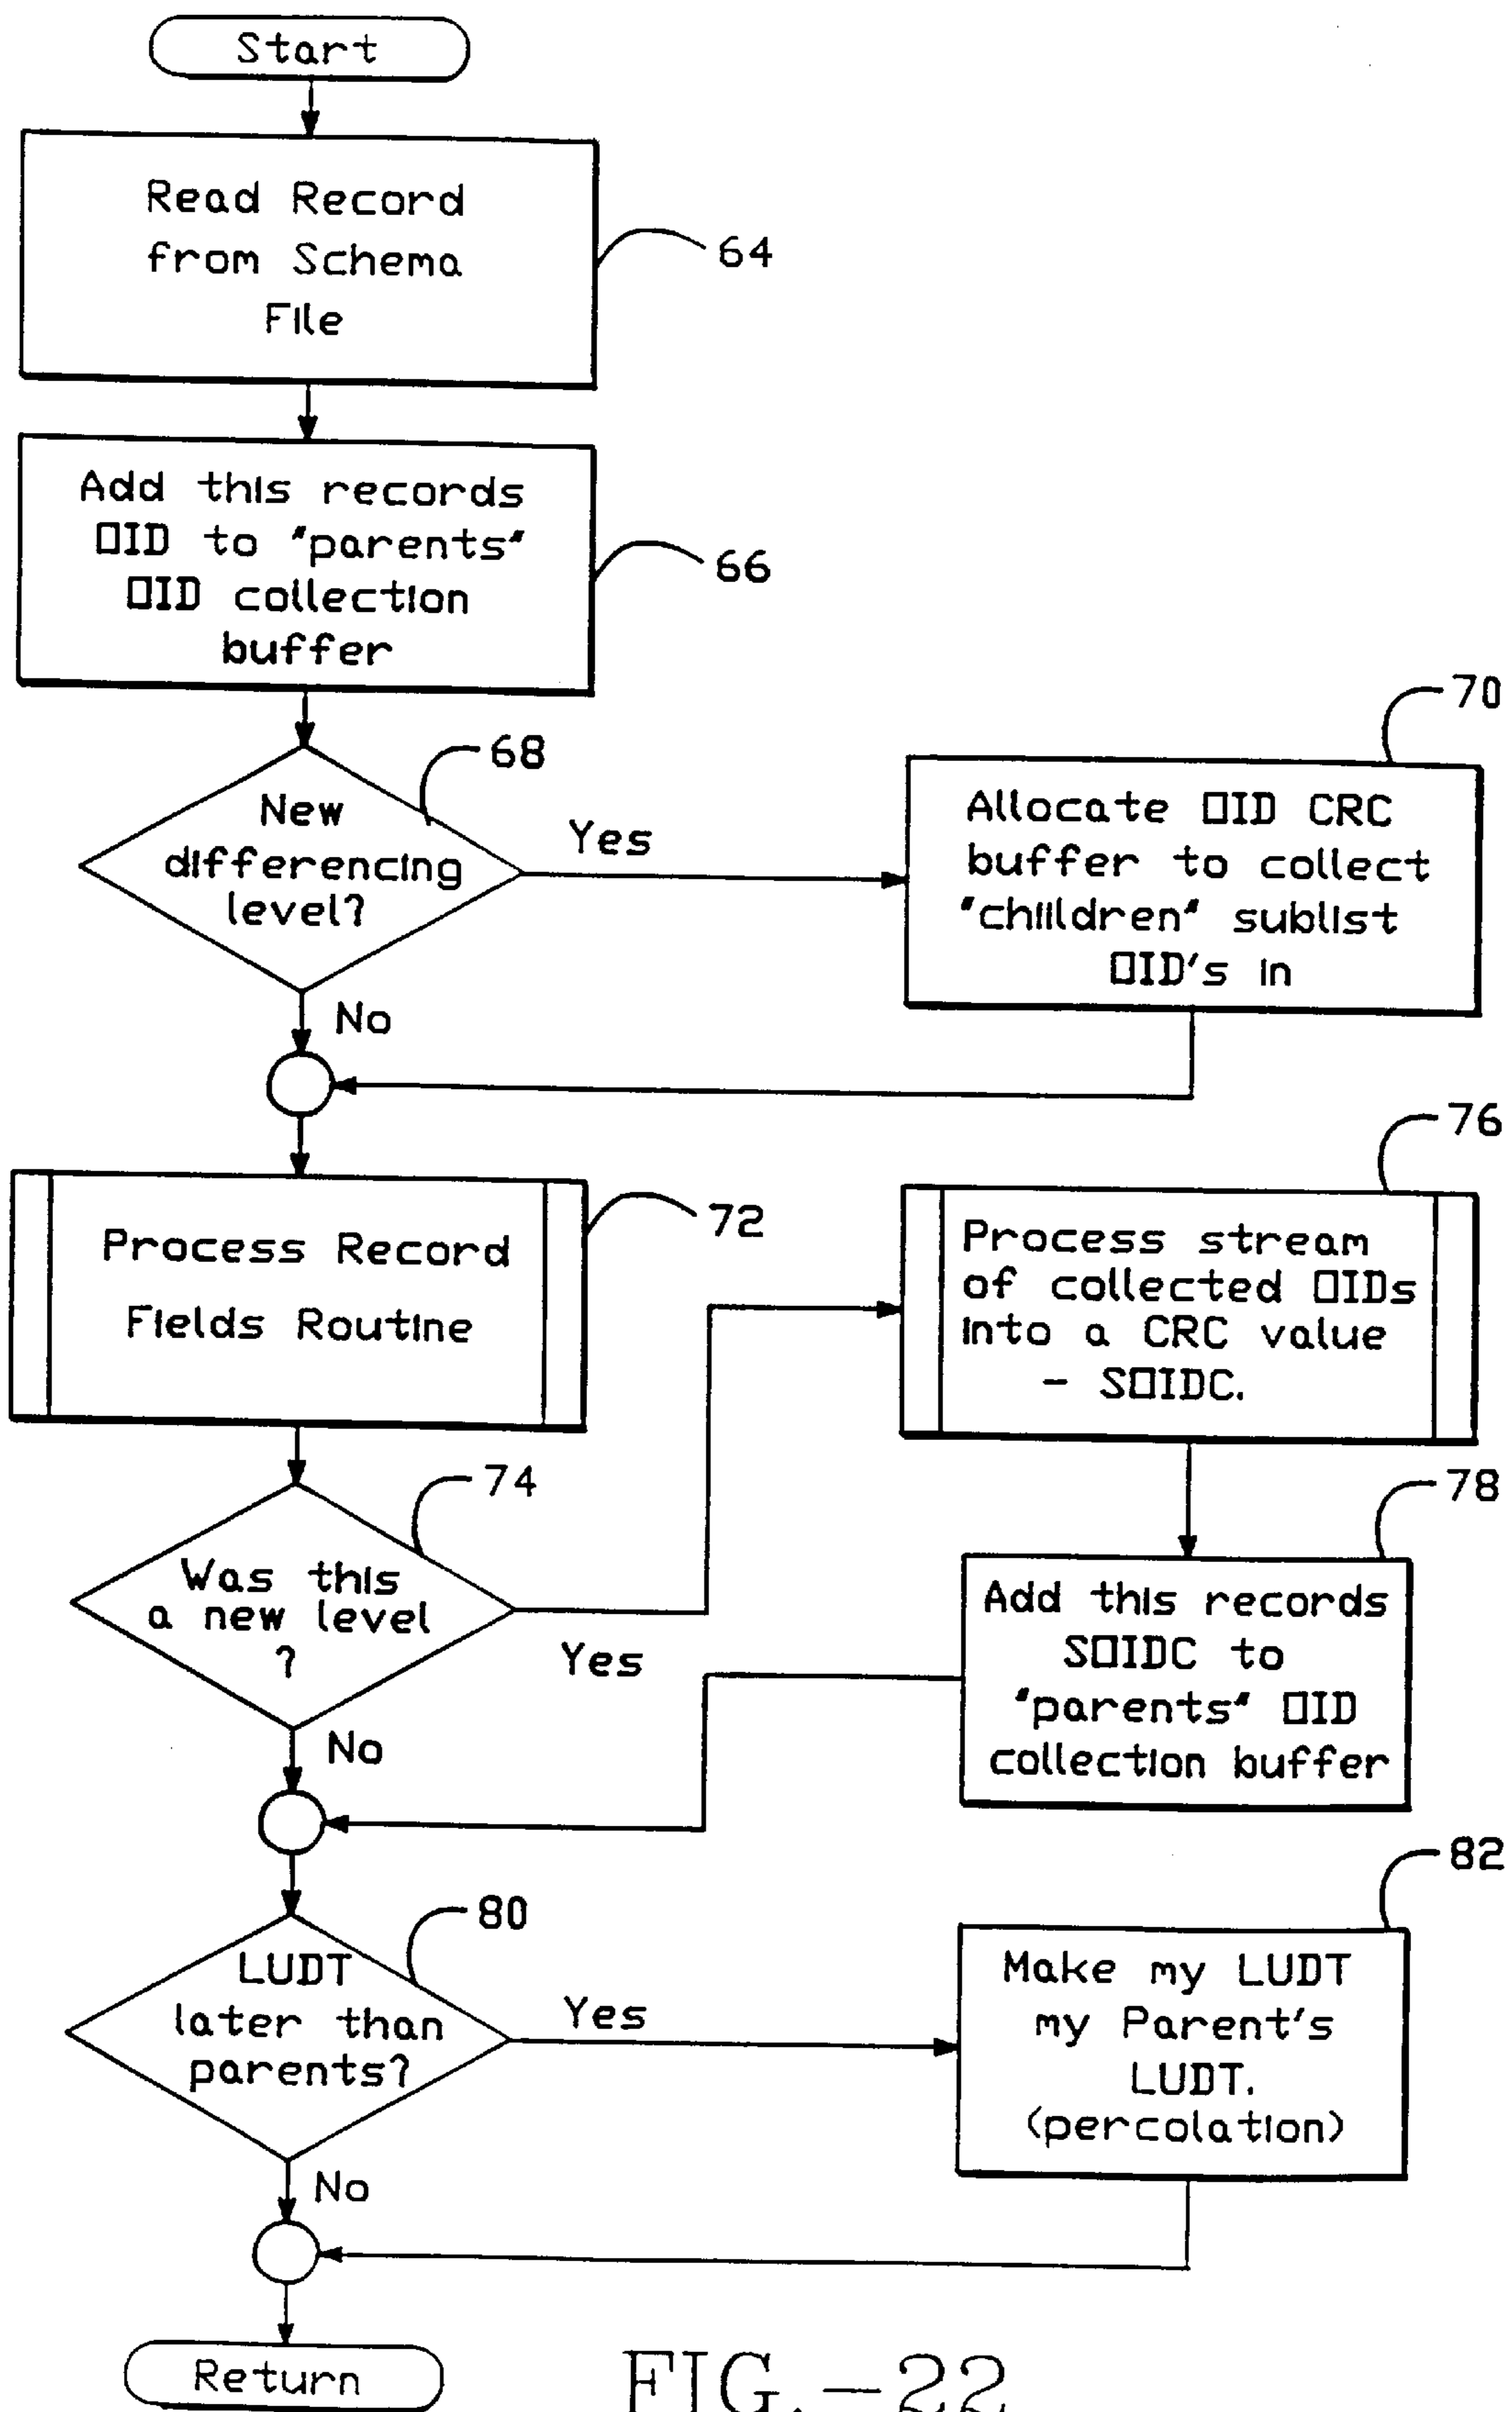 Start
Read Record
from Schema
File
64
Add this records
OID to "parents"
OID collection
buffer
66
New
differencing
level?
68
Yes
No
70
Allocate OID CRC
buffer to collect
"chiildren" sublist
OID's in
Process Record
Fields Routine
72
76
Process stream
of collected OIDs
into a CRC value
- SOIDC.
Was this
a new level
?
74
Yes
No
78
Add this records
SOIDC to
"parents" OID
collection buffer
LUDT
later than
parents?
80
Yes
No
82
Make my LUDT
my Parent's
LUDT.
(percolation)
Return
FIG.-22